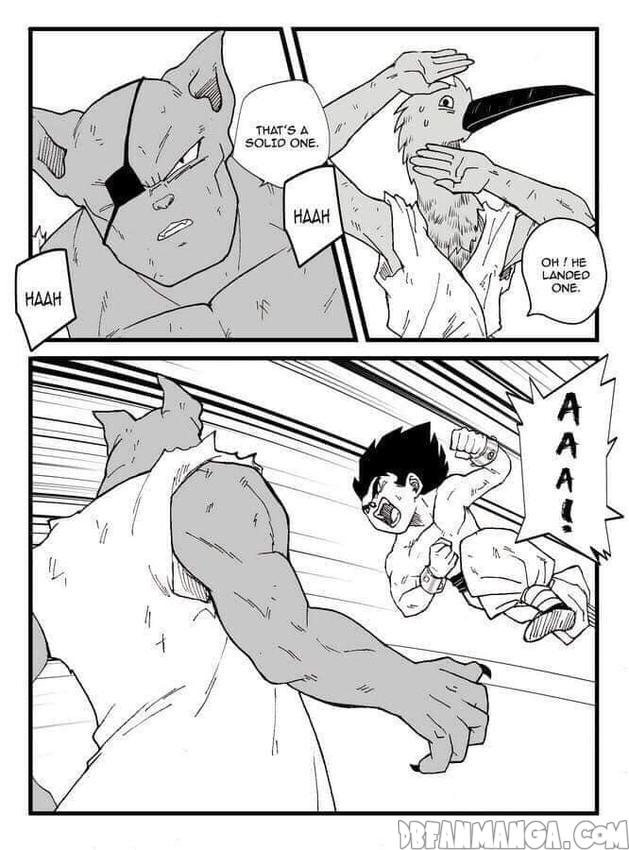 THAT'S A
SOLID ONE.
HAAH
HAAH
OH! HE
LANDED
ONE.
AAA!
DBFANMANGA.COM